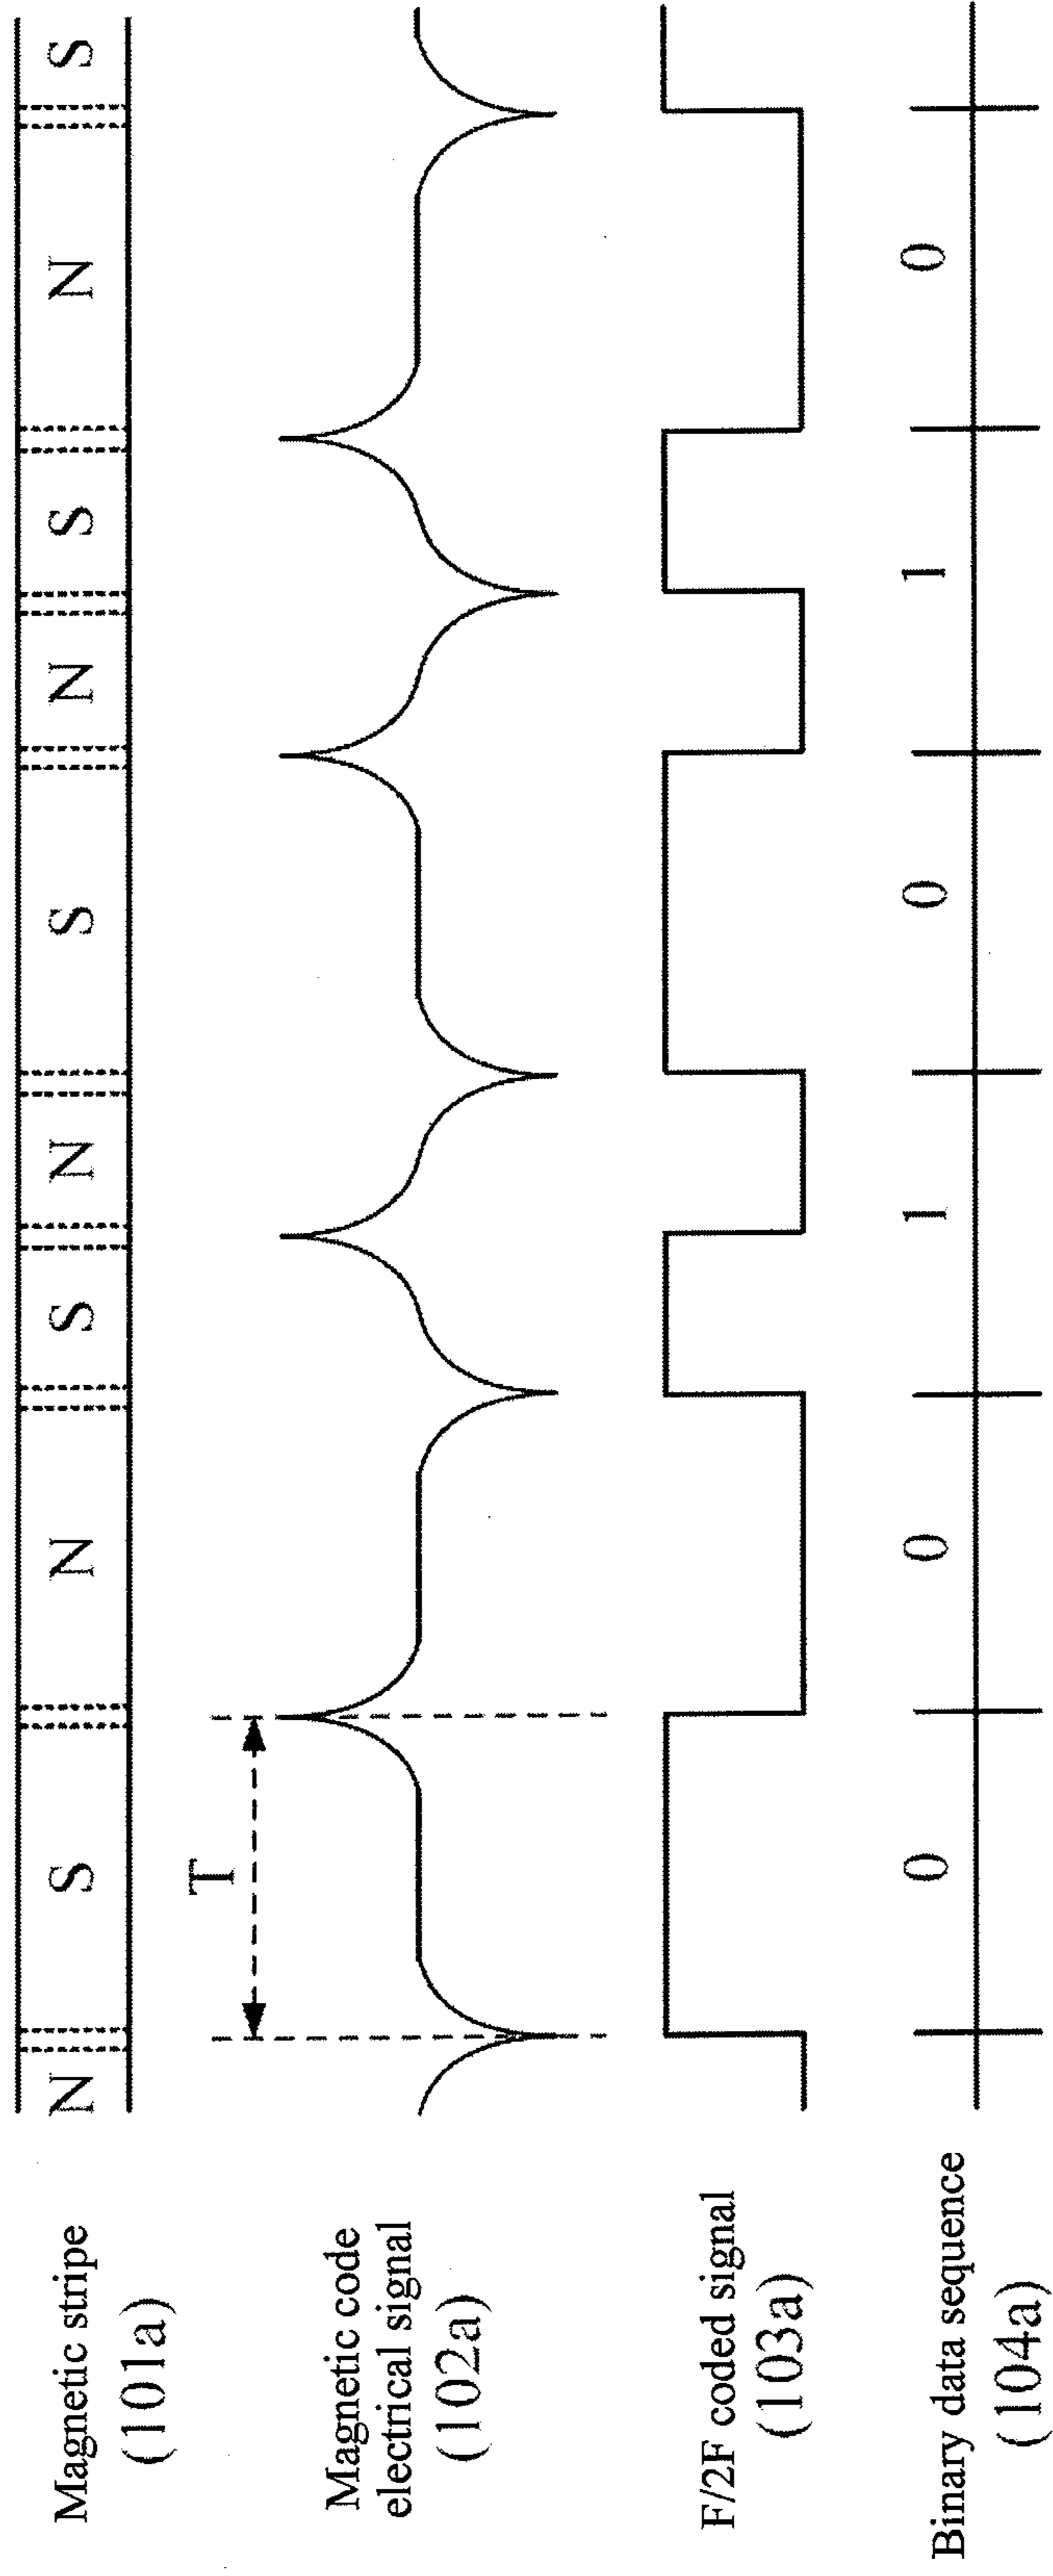 Magnetic stripe
(101a)
N S N S N S N S N S
T
Magnetic code
electrical signal
(102a)
F/2F coded signal
(103a)
Binary data sequence
(104a)
0 0 1 0 1 0